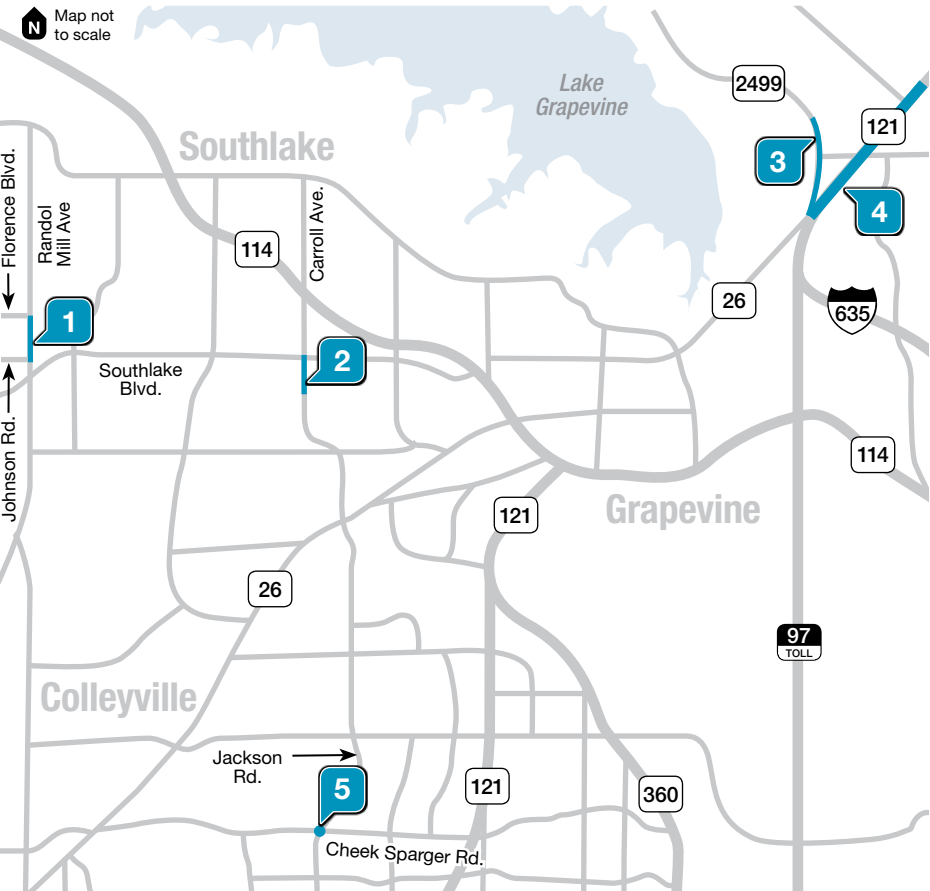 N
Map not
to scale
Lake
Grapevine
2499
121
Southlake
3
Florence Blvd.
Randol
Mill Ave
Carroll Ave.
4
114
26
635
1
2
Southlake
Blvd.
Johnson Rd.
114
121
Grapevine
26
97
TOLL
Colleyville
Jackson
Rd.
5
121
360
Cheek Sparger Rd.